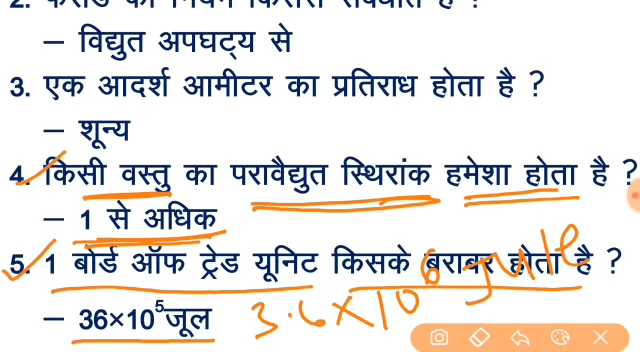 – विद्युत अपघट्य से
3. एक आदर्श आमीटर का प्रतिराध होता है ?
– शून्य
4. किसी वस्तु का परावैद्युत स्थिरांक हमेशा होता है ?
– 1 से अधिक
5. 1 बोर्ड ऑफ ट्रेड यूनिट किसके बराबर होता है ?
– 36×10⁵जूल
3.6×10⁶ Jule